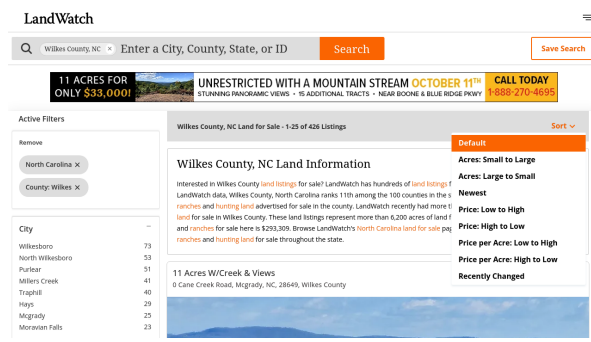 LandWatch
Wilkes County, NC ×
Enter a City, County, State, or ID
Search
Save Search
11 ACRES FOR
ONLY $33,000!
UNRESTRICTED WITH A MOUNTAIN STREAM OCTOBER 11TH
STUNNING PANORAMIC VIEWS • 15 ADDITIONAL TRACTS • NEAR BOONE & BLUE RIDGE PKWY
CALL TODAY
1-888-270-4695
Active Filters
Remove
North Carolina ×
County: Wilkes ×
City
Wilkesboro 73
North Wilkesboro 53
Purlear 51
Millers Creek 41
Traphill 40
Hays 29
Mcgrady 25
Moravian Falls 23
Wilkes County, NC Land for Sale - 1-25 of 426 Listings
Sort
Default
Acres: Small to Large
Acres: Large to Small
Newest
Price: Low to High
Price: High to Low
Price per Acre: Low to High
Price per Acre: High to Low
Recently Changed
Wilkes County, NC Land Information
Interested in Wilkes County land listings for sale? LandWatch has hundreds of land listings
LandWatch data, Wilkes County, North Carolina ranks 11th among the 100 counties in the s
ranches and hunting land advertised for sale in the county. LandWatch recently had more t
land for sale in Wilkes County. These land listings represent more than 6,200 acres of land f
and ranches for sale here is $293,309. Browse LandWatch's North Carolina land for sale pag
ranches and hunting land for sale throughout the state.
11 Acres W/Creek & Views
0 Cane Creek Road, Mcgrady, NC, 28649, Wilkes County